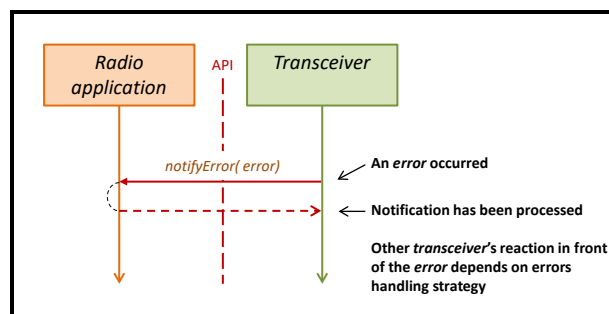 Radio
application
API
Transceiver
notifyError( error)
An error occurred
Notification has been processed
Other transceiver's reaction in front
of the error depends on errors
handling strategy